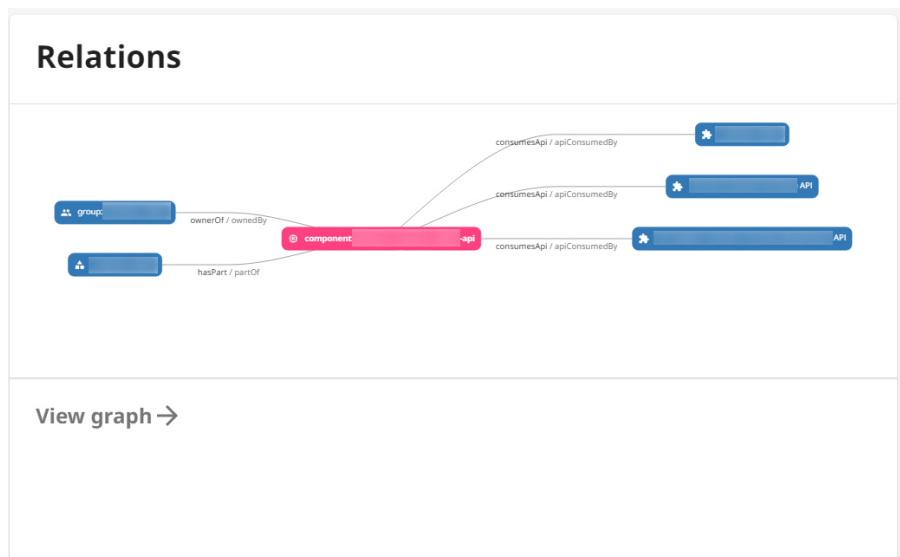 Relations
consumesApi / apiConsumedBy
consumesApi / apiConsumedBy
API
group:
ownerOf / ownedBy
component
-api
consumesApi / apiConsumedBy
API
hasPart / partOf
View graph